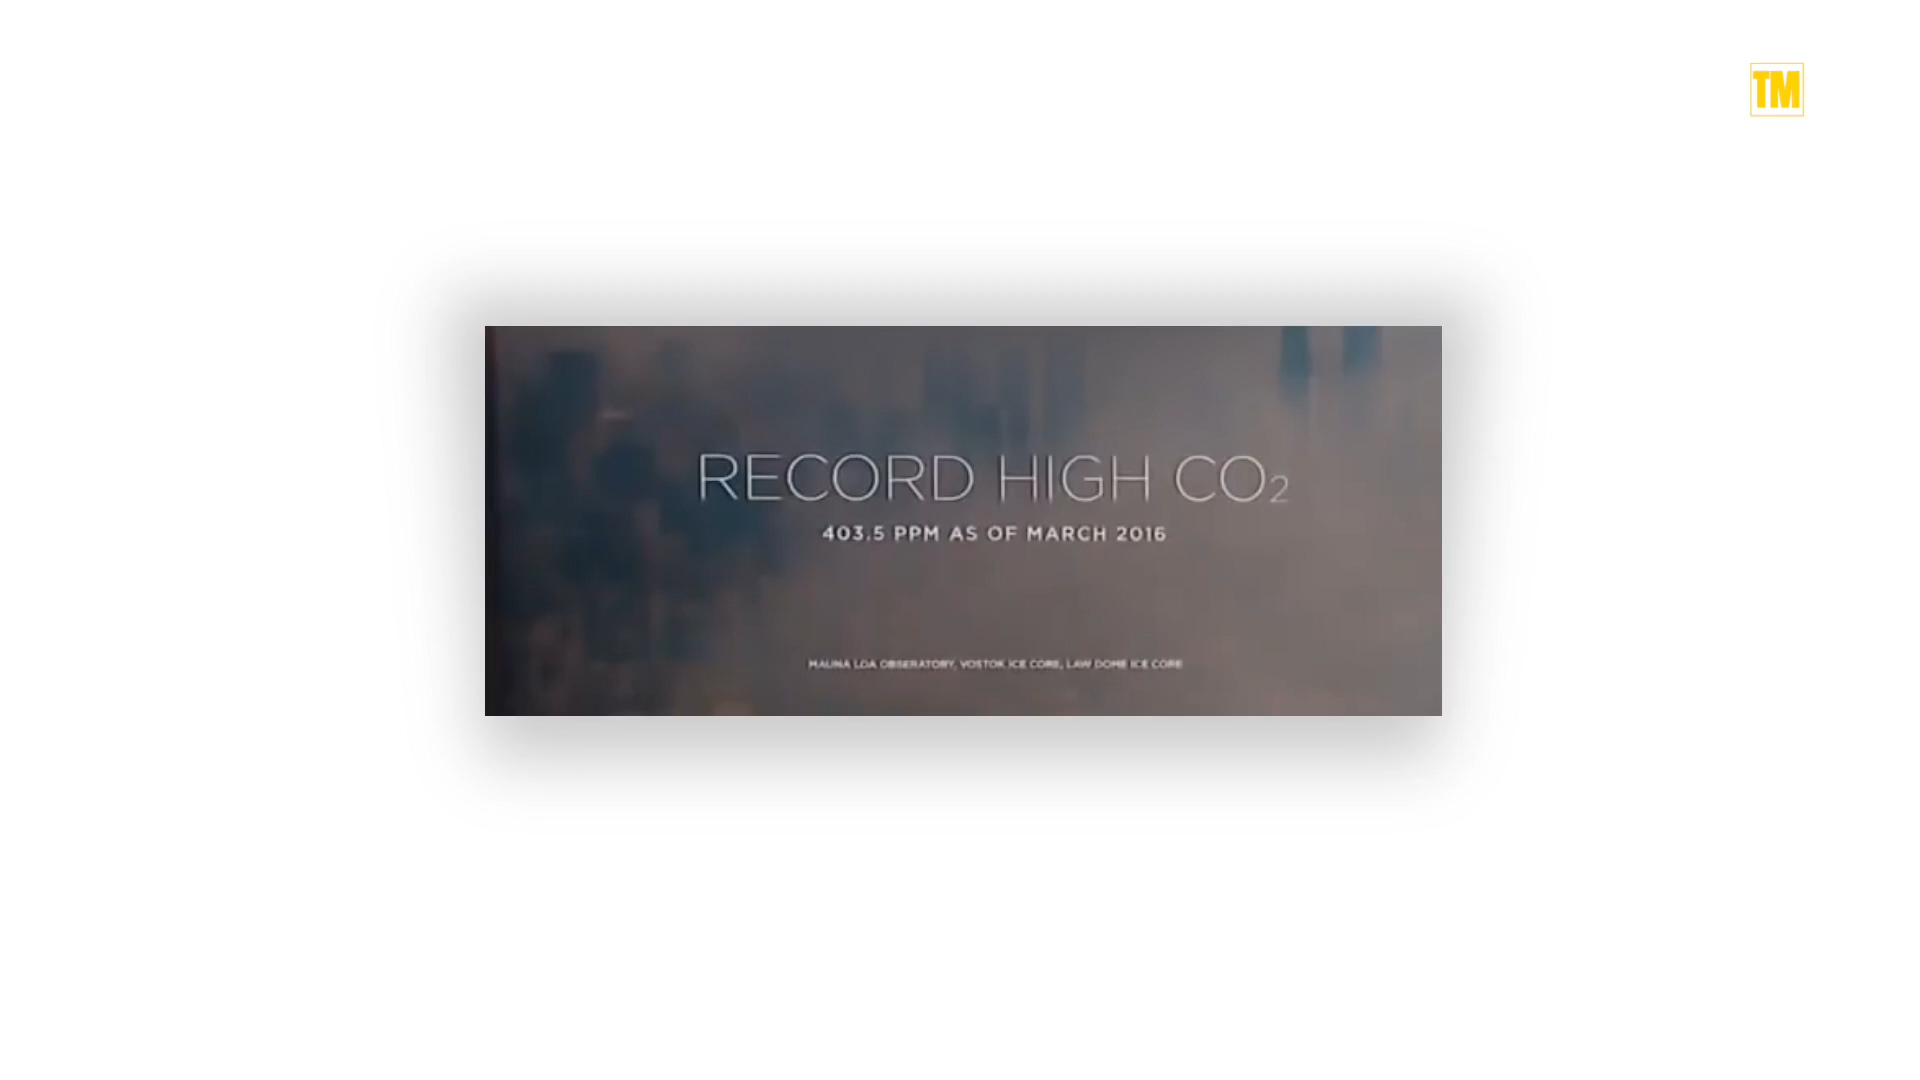 TM
RECORD HIGH CO₂
403.5 PPM AS OF MARCH 2016
MAUNA LOA OBSERATORY, VOSTOK ICE CORE, LAW DOME ICE CORE